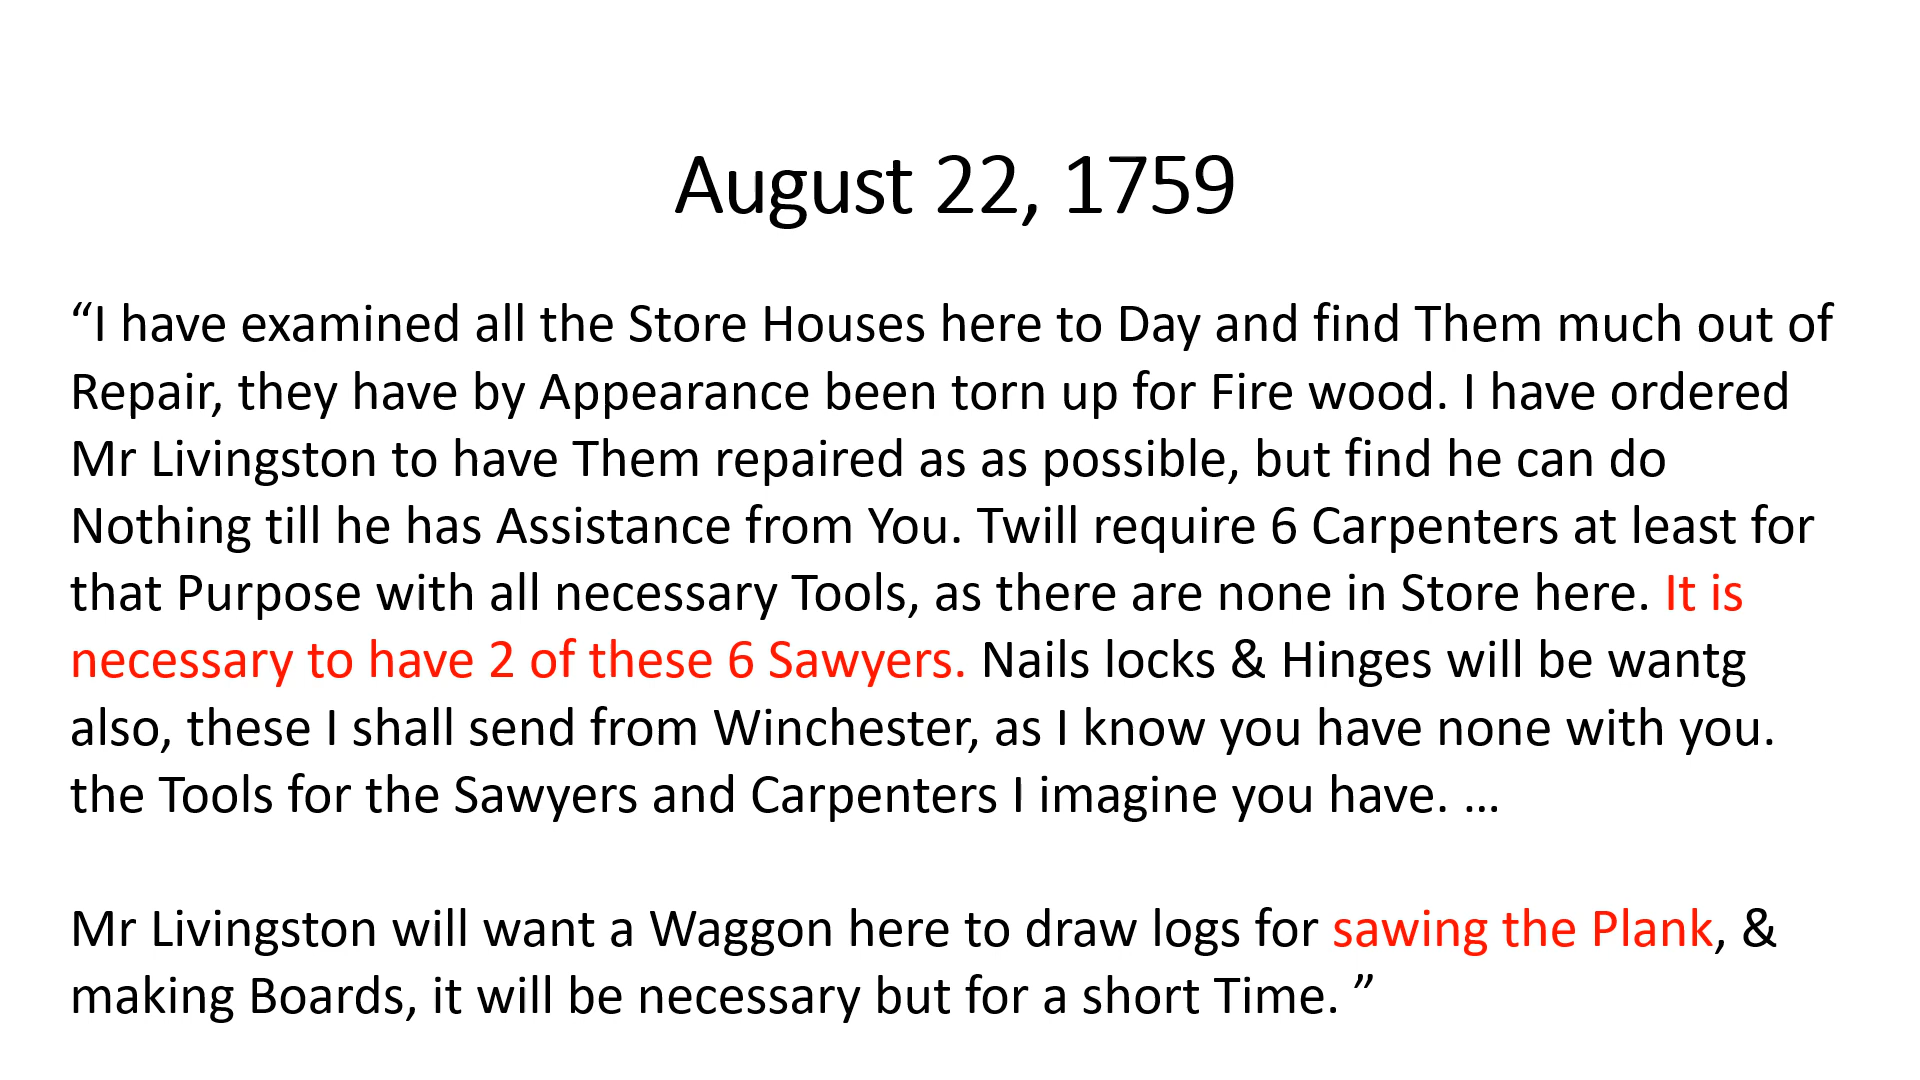 August 22, 1759
“I have examined all the Store Houses here to Day and find Them much out of
Repair, they have by Appearance been torn up for Fire wood. I have ordered
Mr Livingston to have Them repaired as as possible, but find he can do
Nothing till he has Assistance from You. Twill require 6 Carpenters at least for
that Purpose with all necessary Tools, as there are none in Store here. It is
necessary to have 2 of these 6 Sawyers. Nails locks & Hinges will be wantg
also, these I shall send from Winchester, as I know you have none with you.
the Tools for the Sawyers and Carpenters I imagine you have. …
Mr Livingston will want a Waggon here to draw logs for sawing the Plank, &
making Boards, it will be necessary but for a short Time. ”